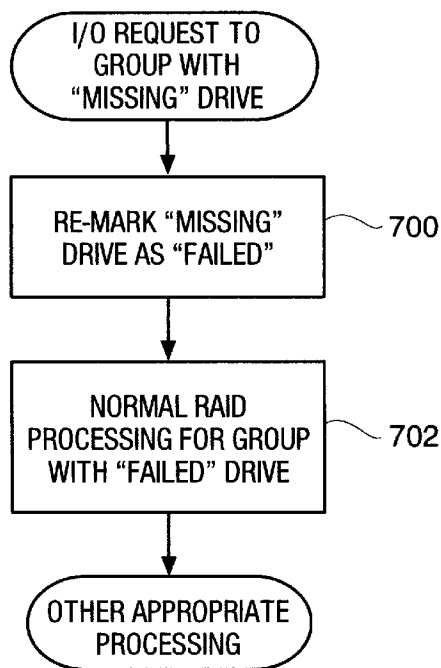 I/O REQUEST TO
GROUP WITH
“MISSING” DRIVE
RE-MARK “MISSING”
DRIVE AS “FAILED”
700
NORMAL RAID
PROCESSING FOR GROUP
WITH “FAILED” DRIVE
702
OTHER APPROPRIATE
PROCESSING